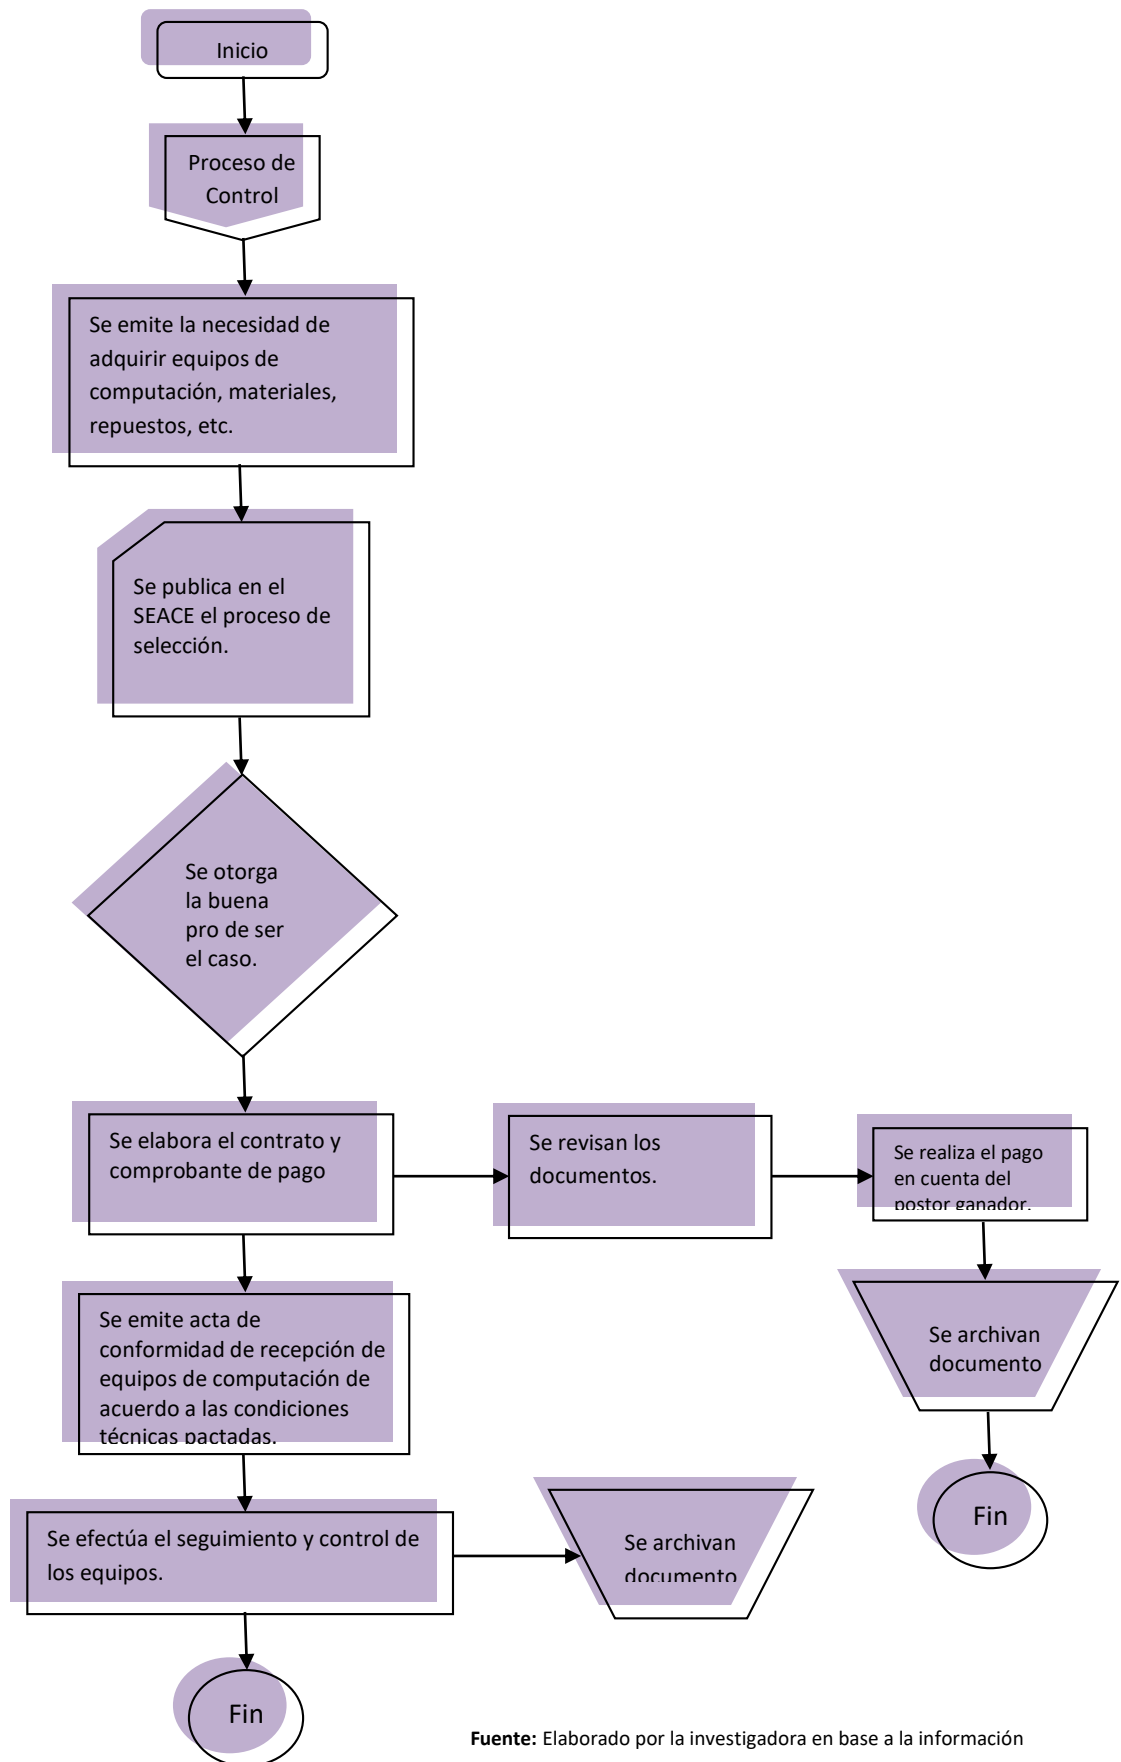 Inicio
Proceso de
Control
Se emite la necesidad de
adquirir equipos de
computación, materiales,
repuestos, etc.
Se publica en el
SEACE el proceso de
selección.
Se otorga
la buena
pro de ser
el caso.
Se elabora el contrato y
comprobante de pago
Se revisan los
documentos.
Se realiza el pago
en cuenta del
postor ganador.
Se archivan
documento
Fin
Se emite acta de
conformidad de recepción de
equipos de computación de
acuerdo a las condiciones
técnicas pactadas.
Se efectúa el seguimiento y control de
los equipos.
Se archivan
documento
Fin
Fuente: Elaborado por la investigadora en base a la información